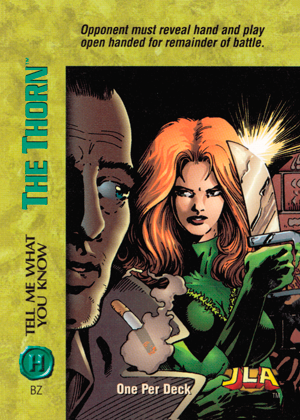 Opponent must reveal hand and play
open handed for remainder of battle.
THE THORN™
TELL ME WHAT
YOU KNOW
H
BZ
One Per Deck
JLA
TM